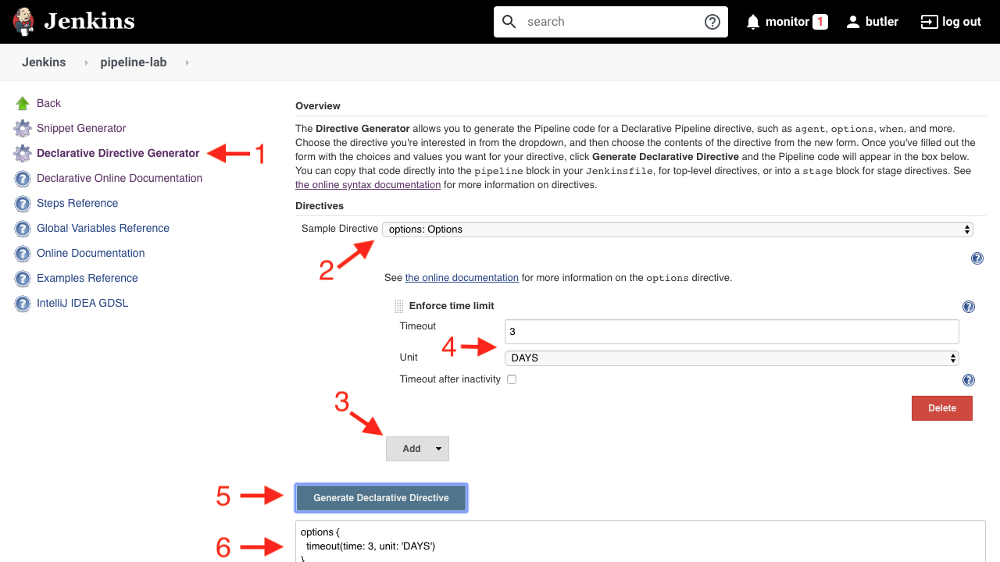 Jenkins
search
monitor 1
butler
log out
Jenkins
pipeline-lab
Back
Snippet Generator
Declarative Directive Generator
1
Declarative Online Documentation
Steps Reference
Global Variables Reference
Online Documentation
Examples Reference
IntelliJ IDEA GDSL
Overview
The Directive Generator allows you to generate the Pipeline code for a Declarative Pipeline directive, such as agent, options, when, and more.
Choose the directive you're interested in from the dropdown, and then choose the contents of the directive from the new form. Once you've filled out the
form with the choices and values you want for your directive, click Generate Declarative Directive and the Pipeline code will appear in the box below.
You can copy that code directly into the pipeline block in your Jenkinsfile, for top-level directives, or into a stage block for stage directives. See
the online syntax documentation for more information on directives.
Directives
Sample Directive
options: Options
2
See the online documentation for more information on the options directive.
Enforce time limit
Timeout
3
4
Unit
DAYS
Timeout after inactivity
Delete
3
Add
5
Generate Declarative Directive
6
options {
timeout(time: 3, unit: 'DAYS')
}